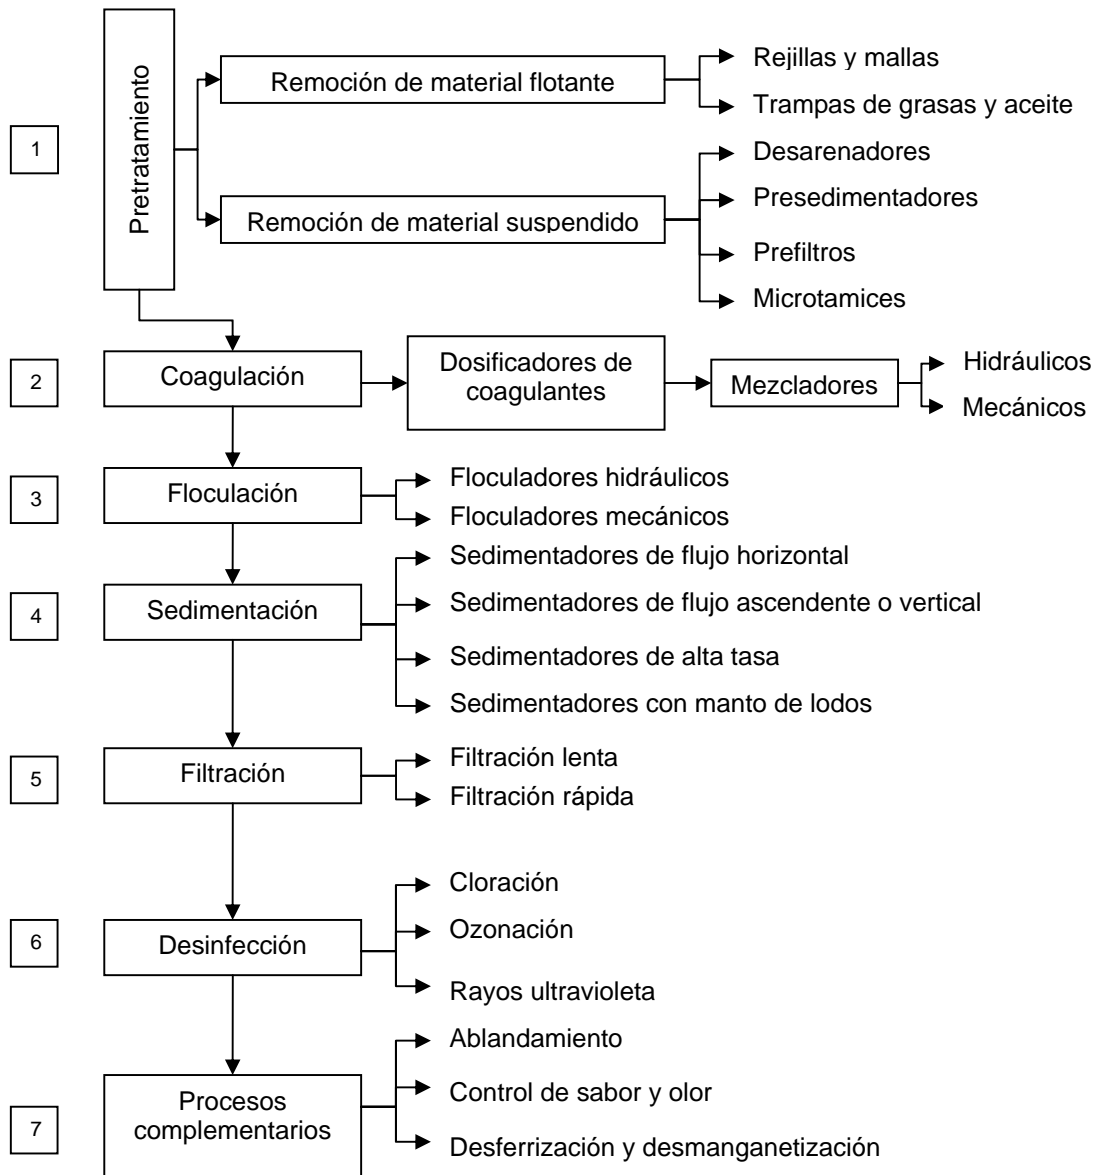 1
Pretratamiento
Remoción de material flotante
Rejillas y mallas
Trampas de grasas y aceite
Remoción de material suspendido
Desarenadores
Presedimentadores
Prefiltros
Microtamices
2
Coagulación
Dosificadores de
coagulantes
Mezcladores
Hidráulicos
Mecánicos
3
Floculación
Floculadores hidráulicos
Floculadores mecánicos
4
Sedimentación
Sedimentadores de flujo horizontal
Sedimentadores de flujo ascendente o vertical
Sedimentadores de alta tasa
Sedimentadores con manto de lodos
5
Filtración
Filtración lenta
Filtración rápida
6
Desinfección
Cloración
Ozonación
Rayos ultravioleta
7
Procesos
complementarios
Ablandamiento
Control de sabor y olor
Desferrización y desmanganetización